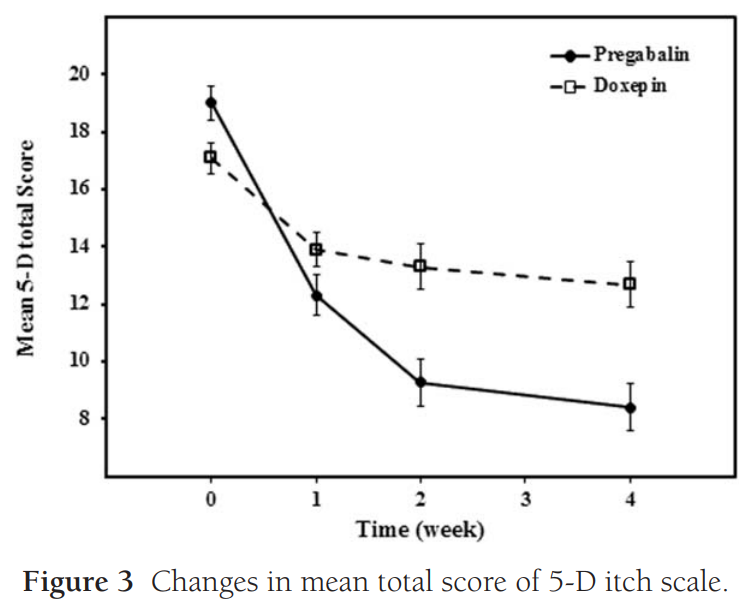 Pregabalin
Doxepin
20
18
16
14
12
10
8
Mean 5-D total Score
0 1 2 3 4
Time (week)
Figure 3 Changes in mean total score of 5-D itch scale.